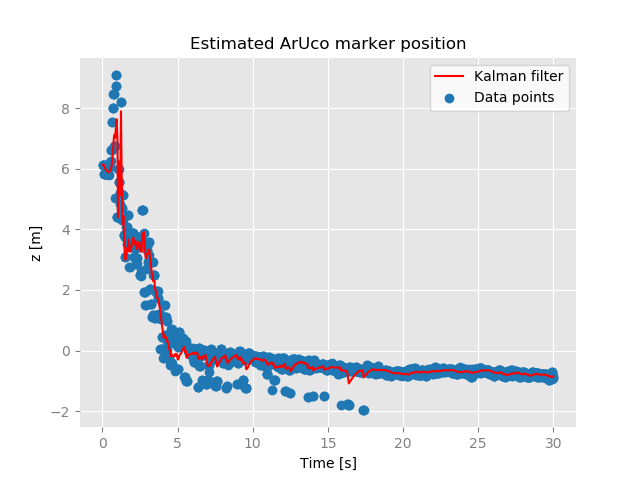 Estimated ArUco marker position
Kalman filter
Data points
z [m]
8
6
4
2
0
−2
0
5
10
15
20
25
30
Time [s]